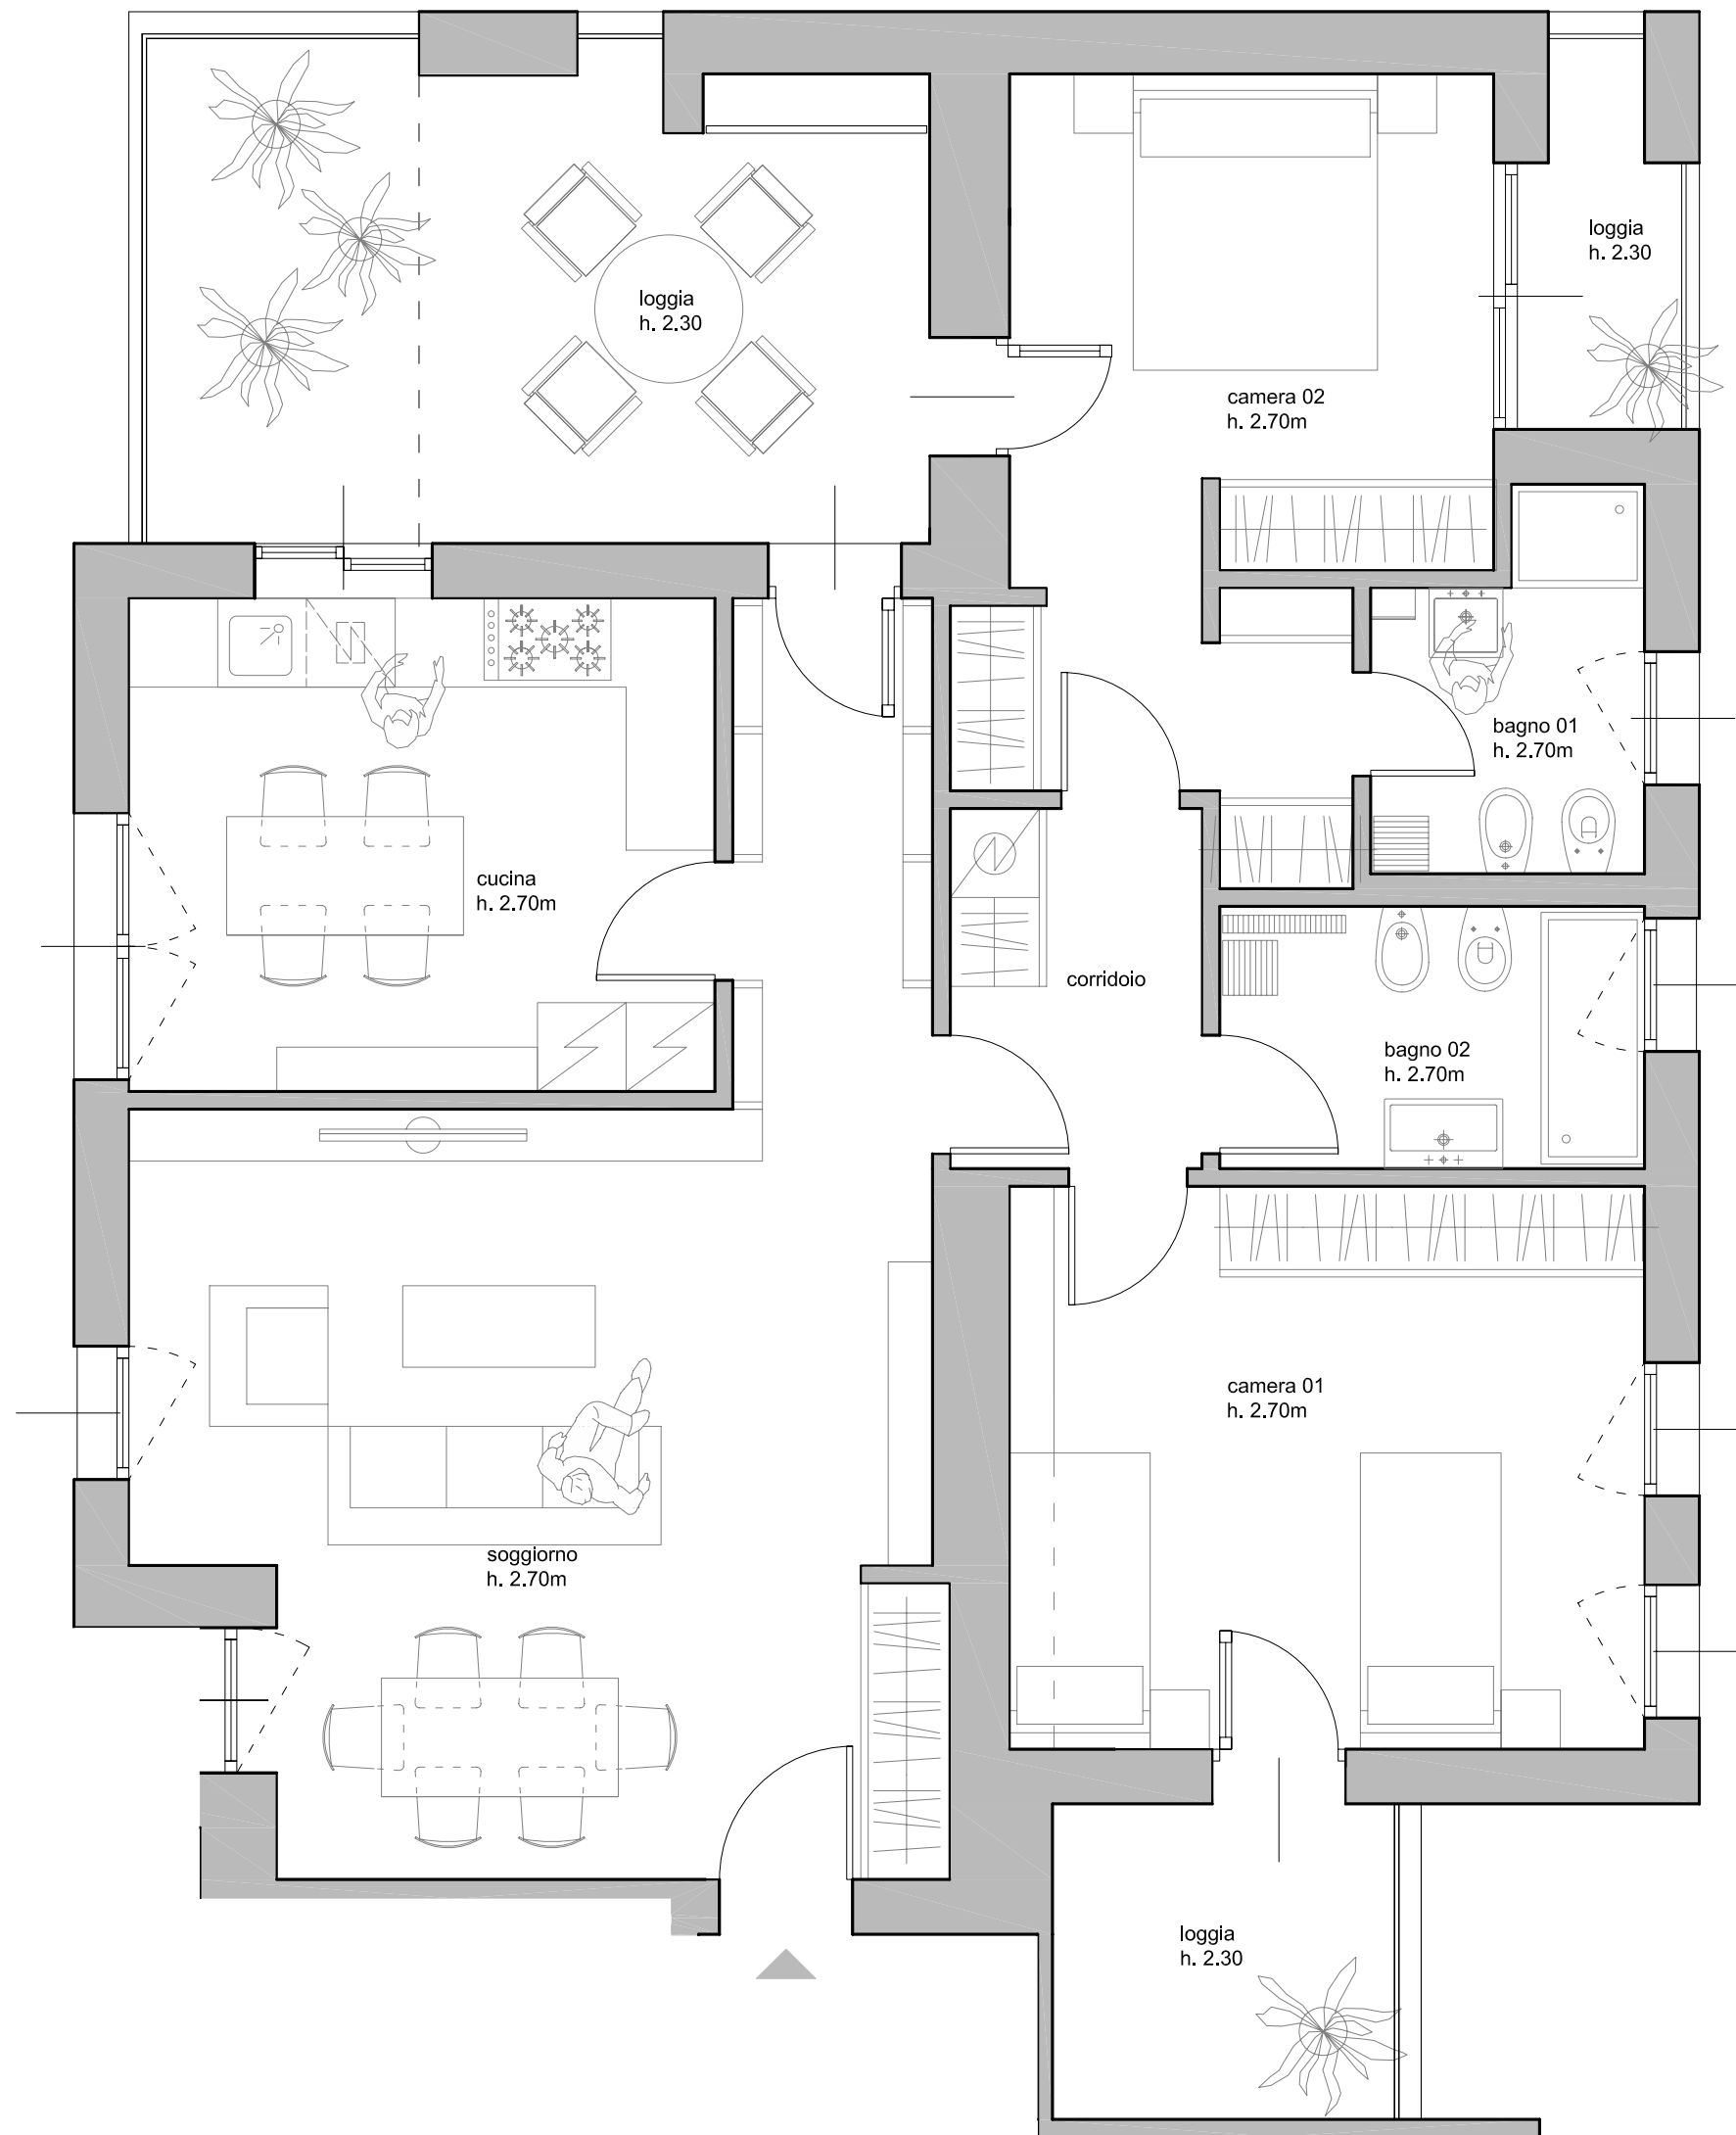 loggia
h. 2.30
loggia
h. 2.30
camera 02
h. 2.70m
bagno 01
h. 2.70m
cucina
h. 2.70m
corridoio
bagno 02
h. 2.70m
camera 01
h. 2.70m
soggiorno
h. 2.70m
loggia
h. 2.30